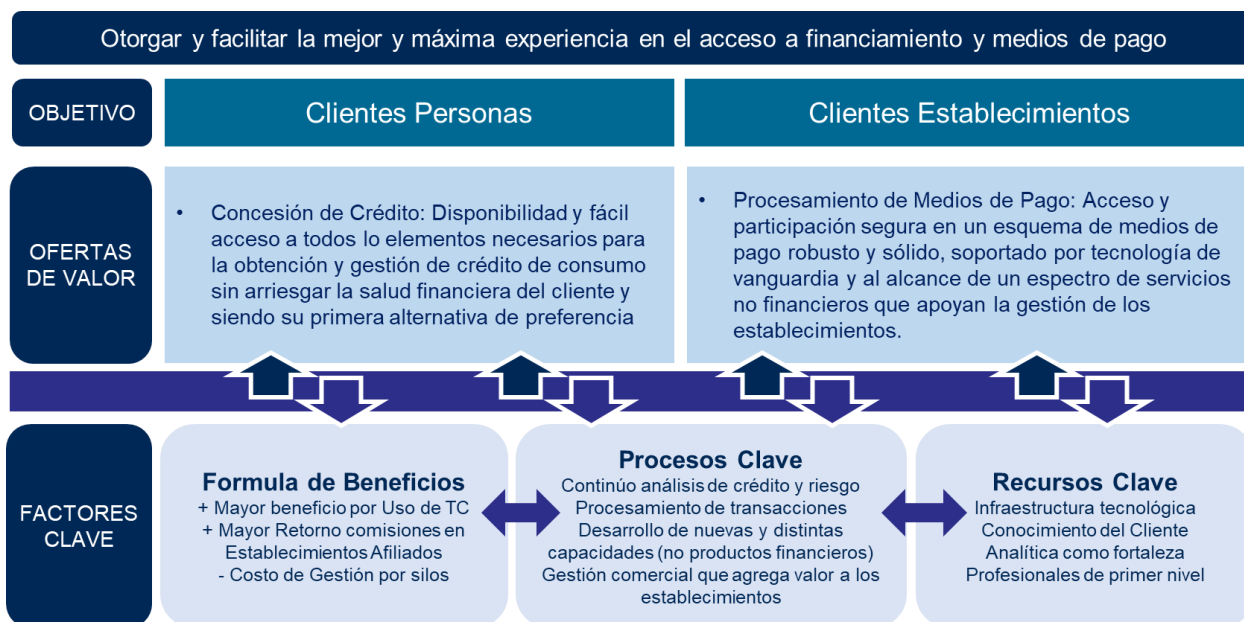 Otorgar y facilitar la mejor y máxima experiencia en el acceso a financiamiento y medios de pago
OBJETIVO
Clientes Personas
Clientes Establecimientos
OFERTAS
DE VALOR
• Concesión de Crédito: Disponibilidad y fácil
acceso a todos lo elementos necesarios para
la obtención y gestión de crédito de consumo
sin arriesgar la salud financiera del cliente y
siendo su primera alternativa de preferencia
• Procesamiento de Medios de Pago: Acceso y
participación segura en un esquema de medios de
pago robusto y sólido, soportado por tecnología de
vanguardia y al alcance de un espectro de servicios
no financieros que apoyan la gestión de los
establecimientos.
FACTORES
CLAVE
Formula de Beneficios
+ Mayor beneficio por Uso de TC
+ Mayor Retorno comisiones en
Establecimientos Afiliados
- Costo de Gestión por silos
Procesos Clave
Continúo análisis de crédito y riesgo
Procesamiento de transacciones
Desarrollo de nuevas y distintas
capacidades (no productos financieros)
Gestión comercial que agrega valor a los
establecimientos
Recursos Clave
Infraestructura tecnológica
Conocimiento del Cliente
Analítica como fortaleza
Profesionales de primer nivel